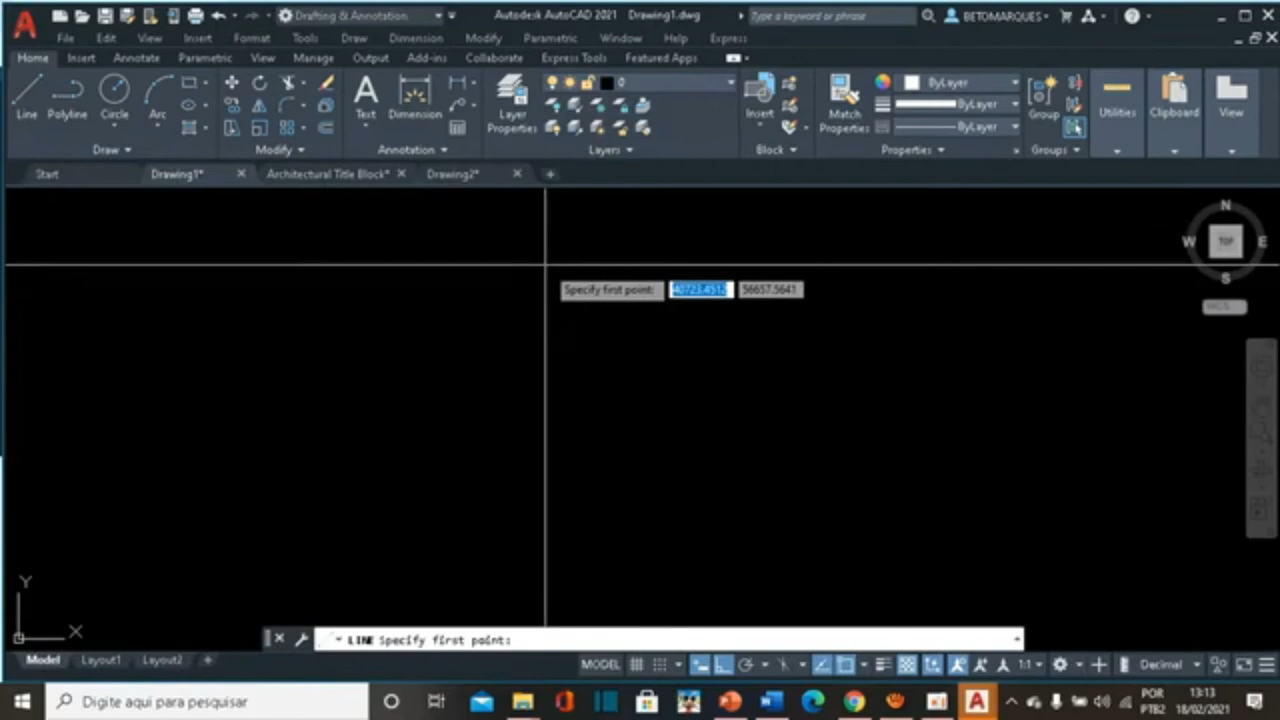 Drafting & Annotation
Autodesk AutoCAD 2021 Drawing1.dwg
Type a keyword or phrase
BETOMARQUES
File Edit View Insert Format Tools Draw Dimension Modify Parametric Window Help Express
Home Insert Annotate Parametric View Manage Output Add-ins Collaborate Express Tools Featured Apps
0
ByLayer
ByLayer
ByLayer
Line Polyline Circle Arc
Text Dimension
Layer Properties
Insert
Match Properties
Group
Utilities Clipboard View
Draw Modify Annotation Layers Block Properties Groups
Start Drawing1* Architectural Title Block* Drawing2*
N
W TOP E
S
WCS
Specify first point: 40723.4512 56657.5641
Y
X
LINE Specify first point:
Model Layout1 Layout2 +
MODEL 1:1 Decimal
Digite aqui para pesquisar
POR
PTB2
13:13
18/02/2021